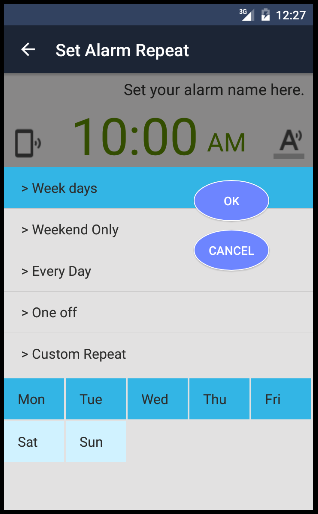 3G 12:27
Set Alarm Repeat
Set your alarm name here.
10:00 AM A
> Week days
OK
> Weekend Only
CANCEL
> Every Day
> One off
> Custom Repeat
Mon Tue Wed Thu Fri
Sat Sun